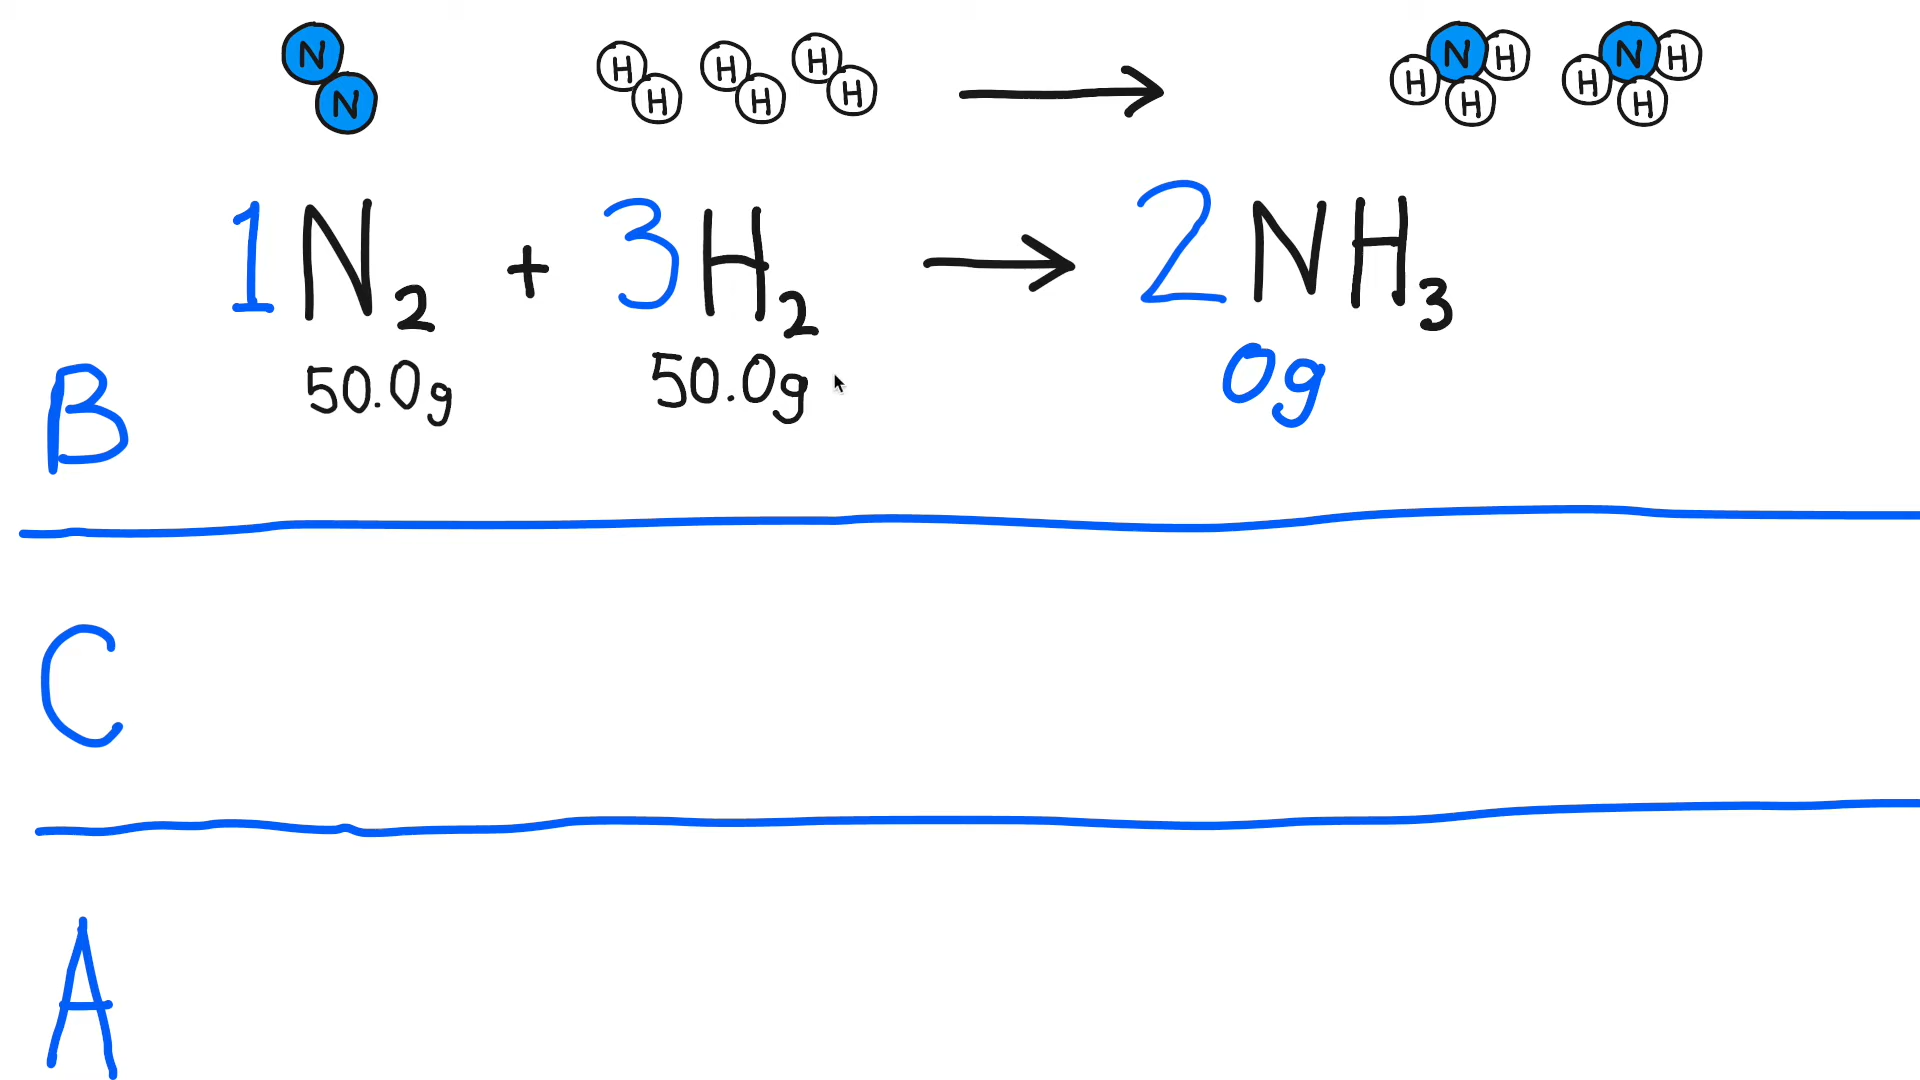 N N H H H H H H → N H H H N H H H
1N₂ + 3H₂ → 2NH₃
B 50.0g 50.0g 0g
C
A